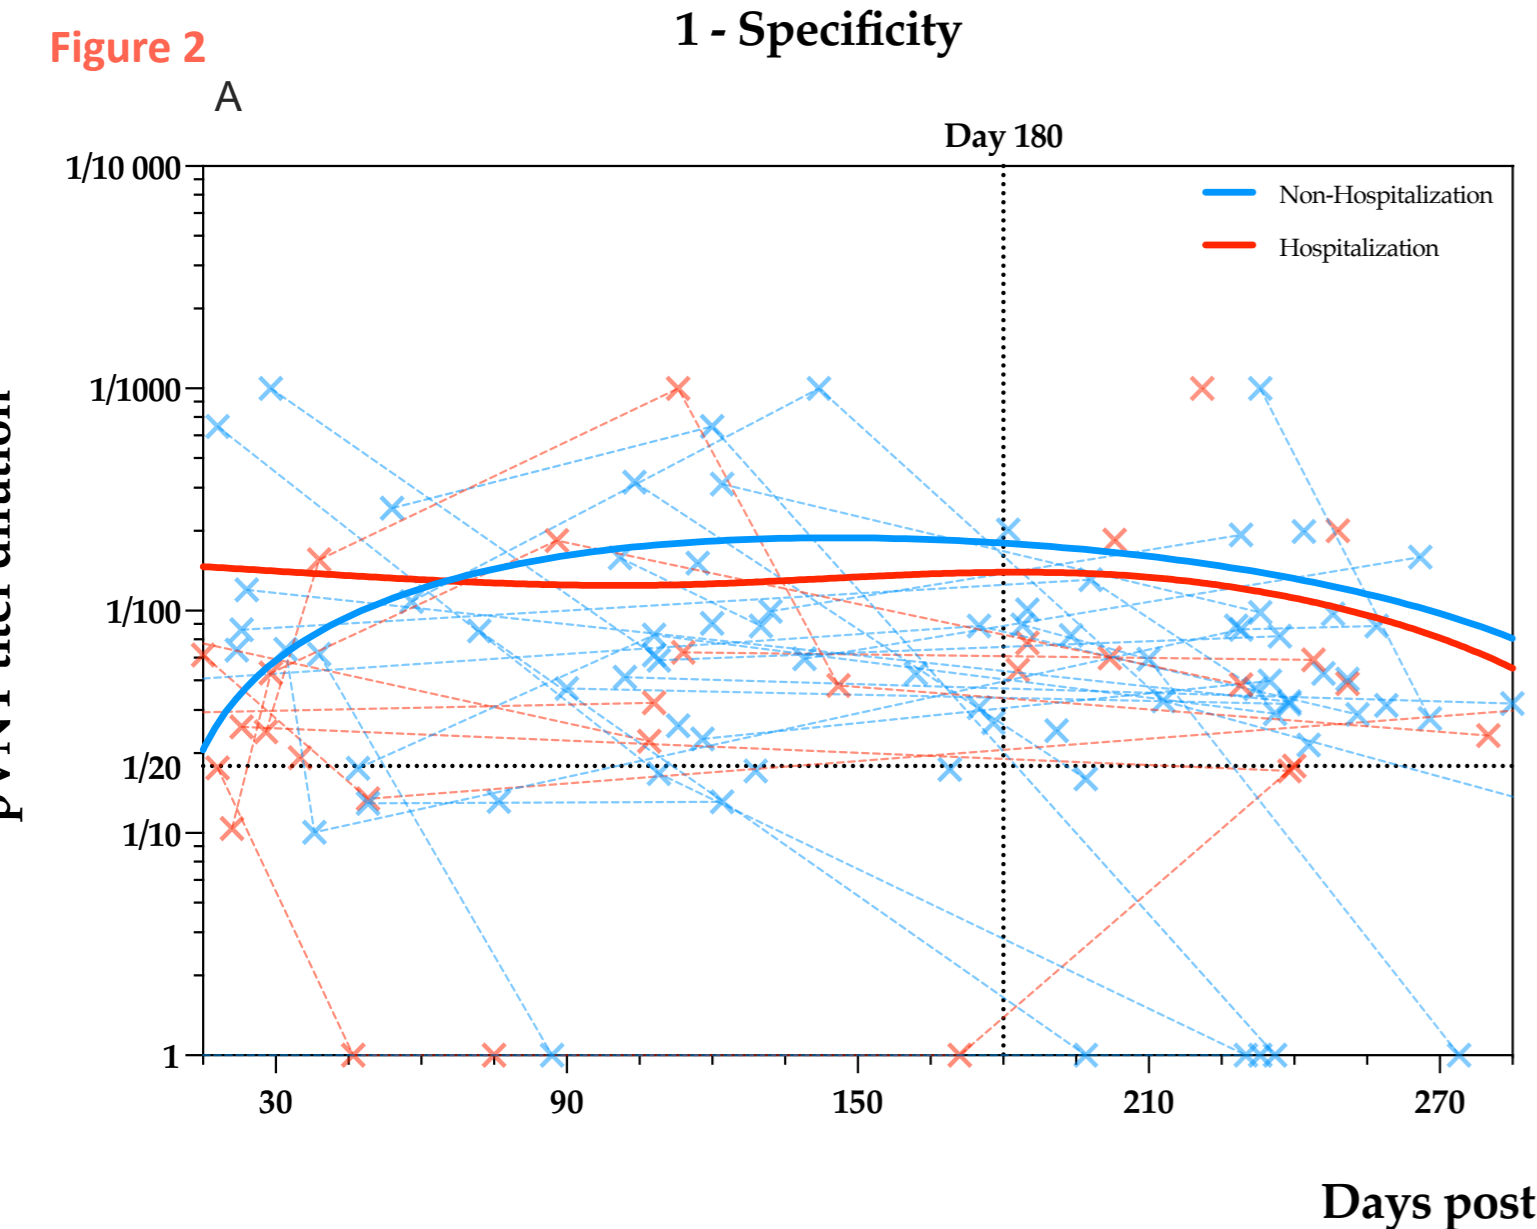 1 - Specificity
Figure 2
A
Day 180
1/10 000
Non-Hospitalization
Hospitalization
1/1000
1/100
1/20
1/10
1
30 90 150 210 270
Days post